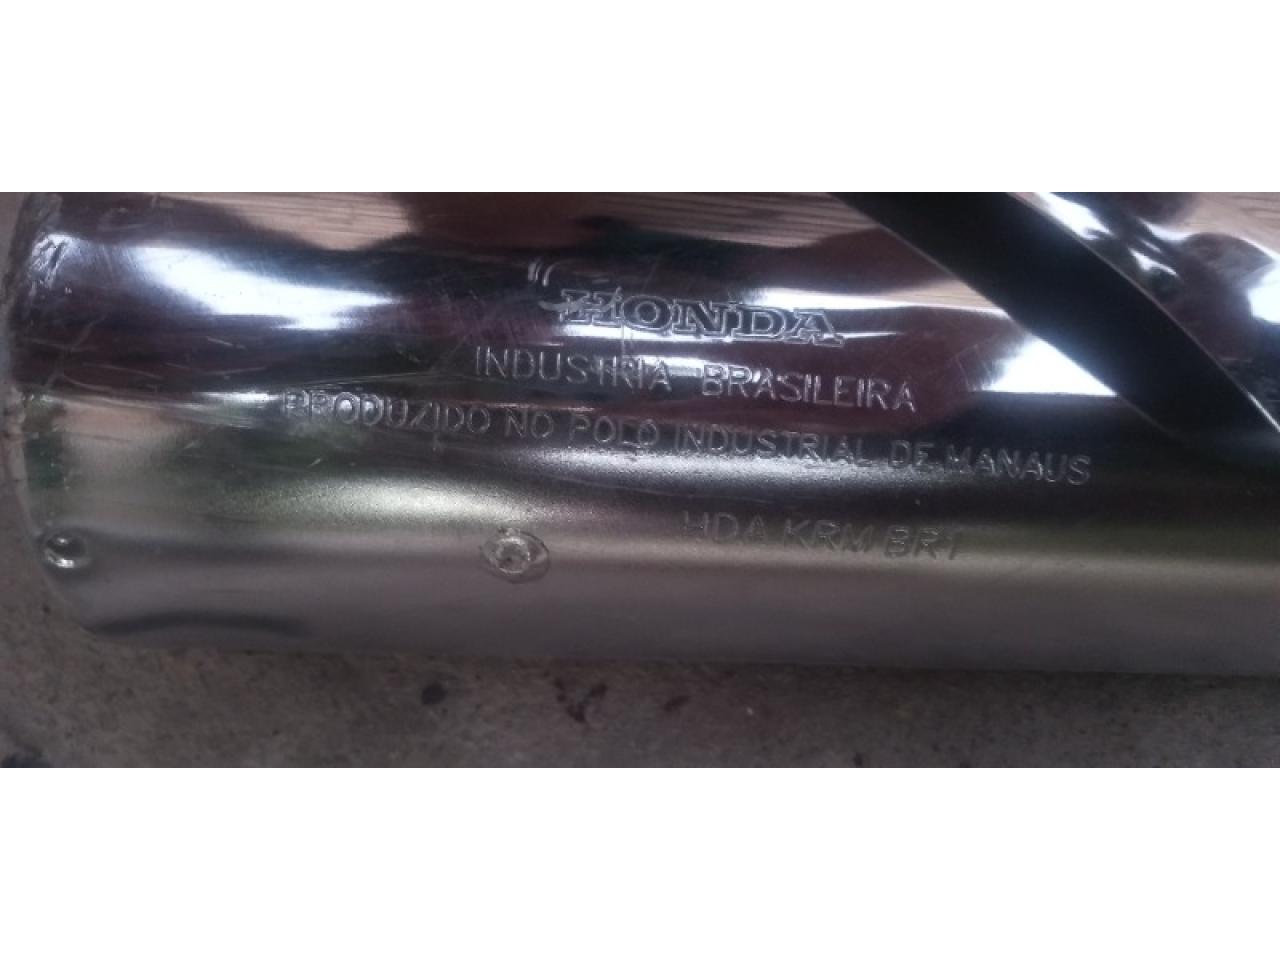 HONDA
INDUSTRIA BRASILEIRA
PRODUZIDO NO POLO INDUSTRIAL DE MANAUS
HDA KRM BR1